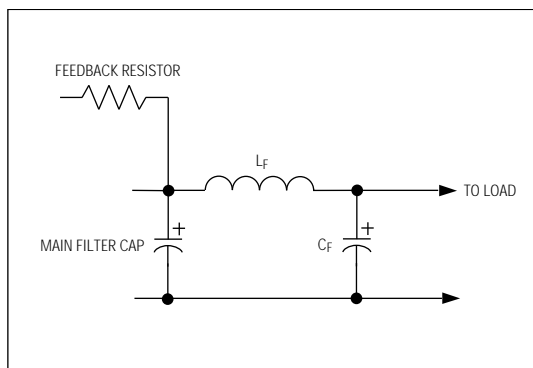 FEEDBACK RESISTOR
LF
TO LOAD
+
+
MAIN FILTER CAP
CF